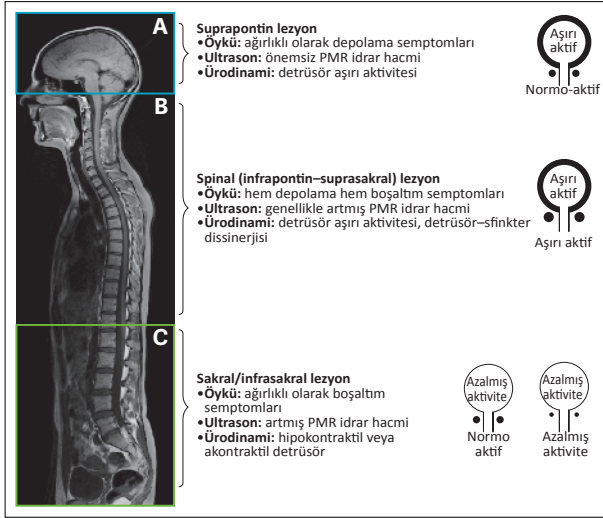 A
Suprapontin lezyon
•Öykü: ağırlıklı olarak depolama semptomları
•Ultrason: önemsiz PMR idrar hacmi
•Ürodinami: detrüsör aşırı aktivitesi
Aşırı
aktif
Normo-aktif
B
Spinal (infrapontin–suprasakral) lezyon
•Öykü: hem depolama hem boşaltım semptomları
•Ultrason: genellikle artmış PMR idrar hacmi
•Ürodinami: detrüsör aşırı aktivitesi, detrüsör–sfinkter
dissinerjisi
Aşırı
aktif
Aşırı aktif
C
Sakral/infrasakral lezyon
•Öykü: ağırlıklı olarak boşaltım
semptomları
•Ultrason: artmış PMR idrar hacmi
•Ürodinami: hipokontraktil veya
akontraktil detrüsör
Azalmış
aktivite
Normo
aktif
Azalmış
aktivite
Azalmış
aktivite